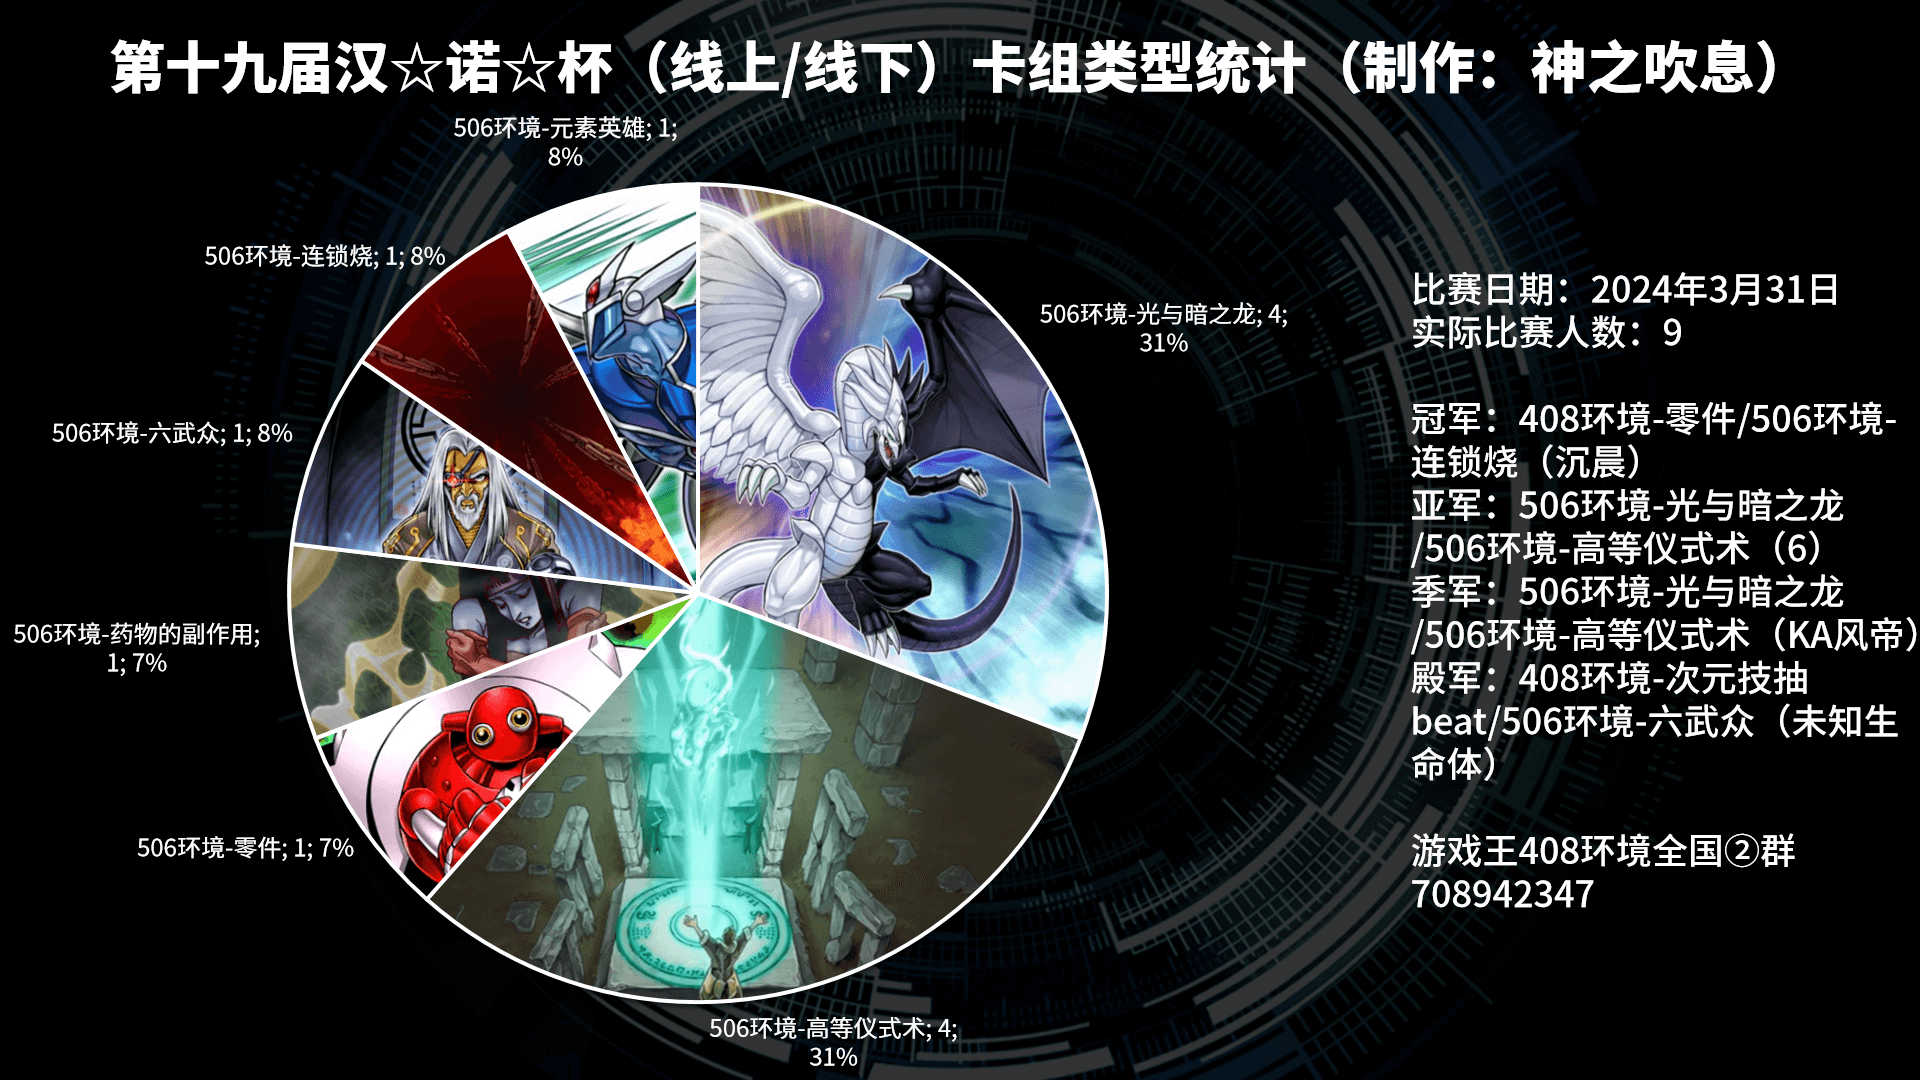 第十九届汉☆诺☆杯（线上/线下）卡组类型统计（制作：神之吹息）
506环境-元素英雄; 1;
8%
506环境-连锁烧; 1; 8%
506环境-光与暗之龙; 4;
31%
506环境-六武众; 1; 8%
506环境-药物的副作用;
1; 7%
506环境-零件; 1; 7%
506环境-高等仪式术; 4;
31%
比赛日期：2024年3月31日
实际比赛人数：9
冠军：408环境-零件/506环境-
连锁烧（沉晨）
亚军：506环境-光与暗之龙
/506环境-高等仪式术（6）
季军：506环境-光与暗之龙
/506环境-高等仪式术（KA风帝）
殿军：408环境-次元技抽
beat/506环境-六武众（未知生
命体）
游戏王408环境全国②群
708942347